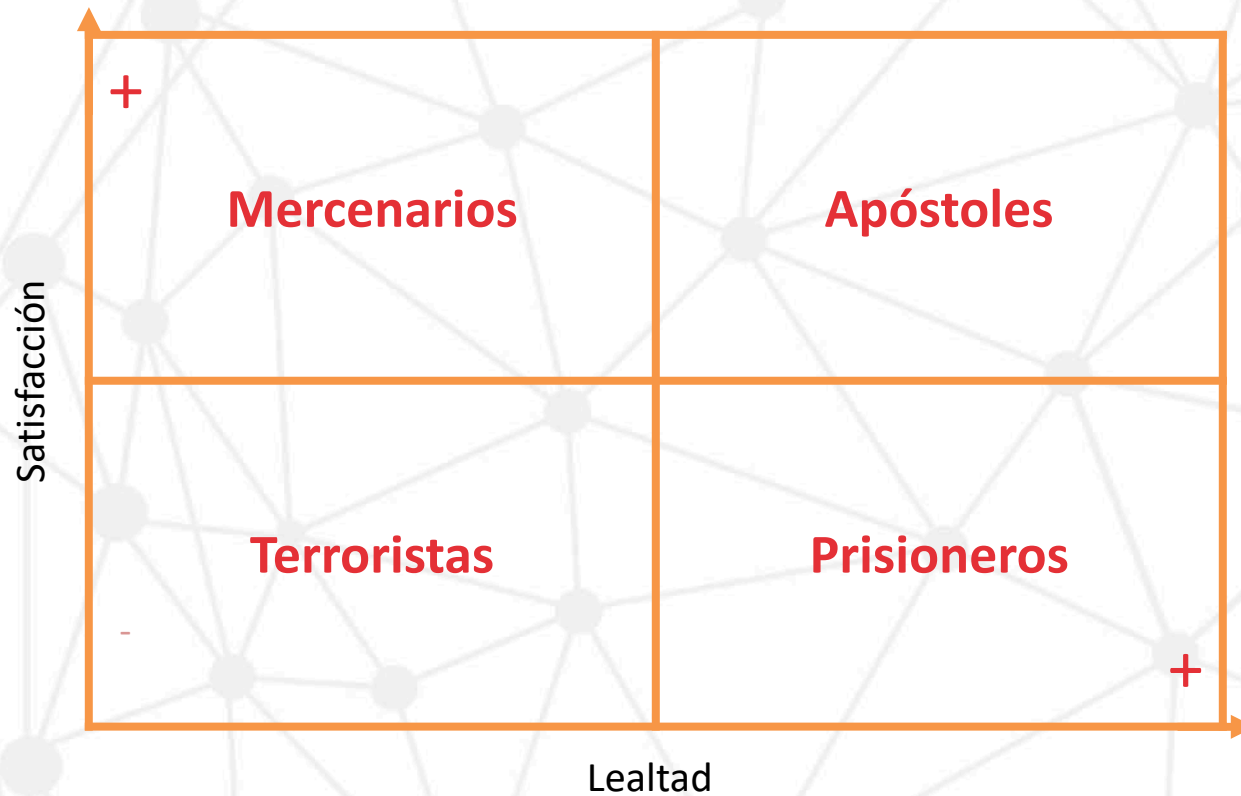 +
Mercenarios
Apóstoles
Satisfacción
Terroristas
Prisioneros
-
+
Lealtad